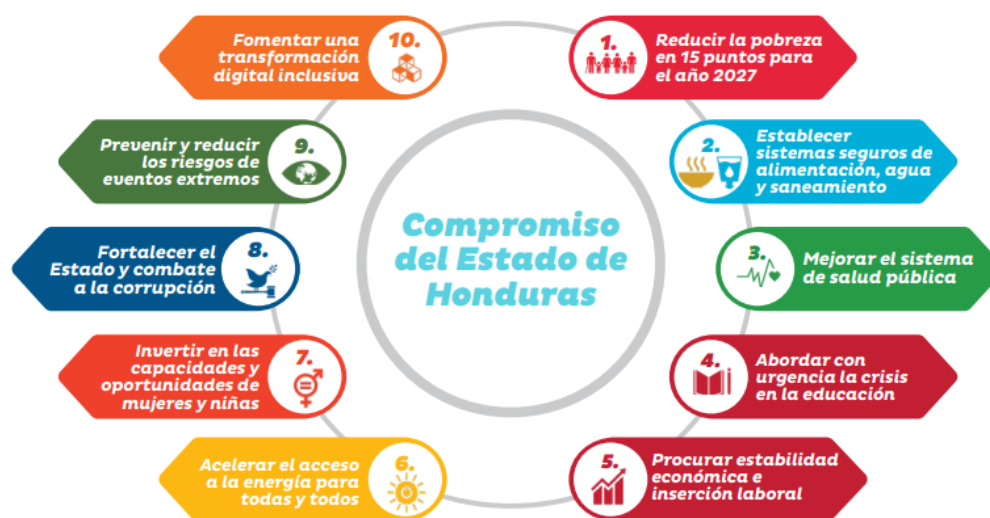 Compromiso
del Estado de
Honduras
1.
Reducir la pobreza
en 15 puntos para
el año 2027
2.
Establecer
sistemas seguros de
alimentación, agua
y saneamiento
3.
Mejorar el sistema
de salud pública
4.
Abordar con
urgencia la crisis
en la educación
5.
Procurar estabilidad
económica e
inserción laboral
6.
Acelerar el acceso
a la energía para
todas y todos
7.
Invertir en las
capacidades y
oportunidades de
mujeres y niñas
8.
Fortalecer el
Estado y combate
a la corrupción
9.
Prevenir y reducir
los riesgos de
eventos extremos
10.
Fomentar una
transformación
digital inclusiva